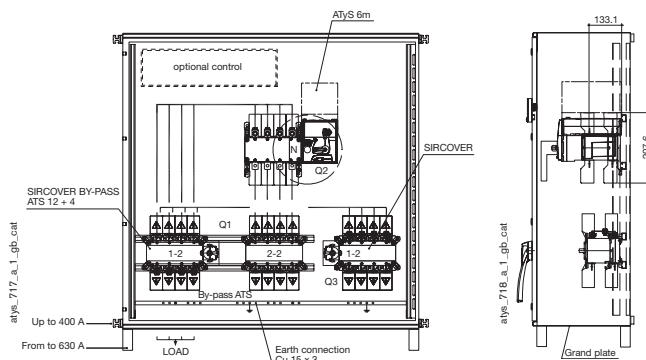 ATyS 6m
133.1
optional control
SIRCOVER
N
Q2
SIRCOVER BY-PASS
ATS 12 + 4
Q1
1-2
2-2
1-2
By-pass ATS
Q3
atys_717_a_1_gb_cat
atys_718_a_1_gb_cat
Up to 400 A
From to 630 A
LOAD
Earth connection
Cu 15 x 3
Grand plate